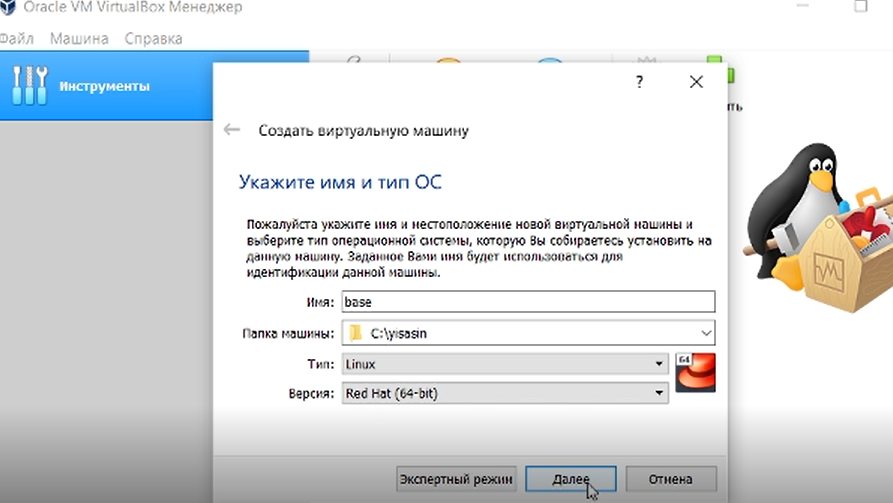 Oracle VM VirtualBox Менеджер
Файл Машина Справка
Инструменты
?
Создать виртуальную машину
Укажите имя и тип ОС
Пожалуйста укажите имя и местоположение новой виртуальной машины и
выберите тип операционной системы, которую Вы собираетесь установить на
данную машину. Заданное Вами имя будет использоваться для
идентификации данной машины.
Имя: base
Папка машины: C:\yisasin
Тип: Linux
64
Версия: Red Hat (64-bit)
Экспертный режим Далее Отмена